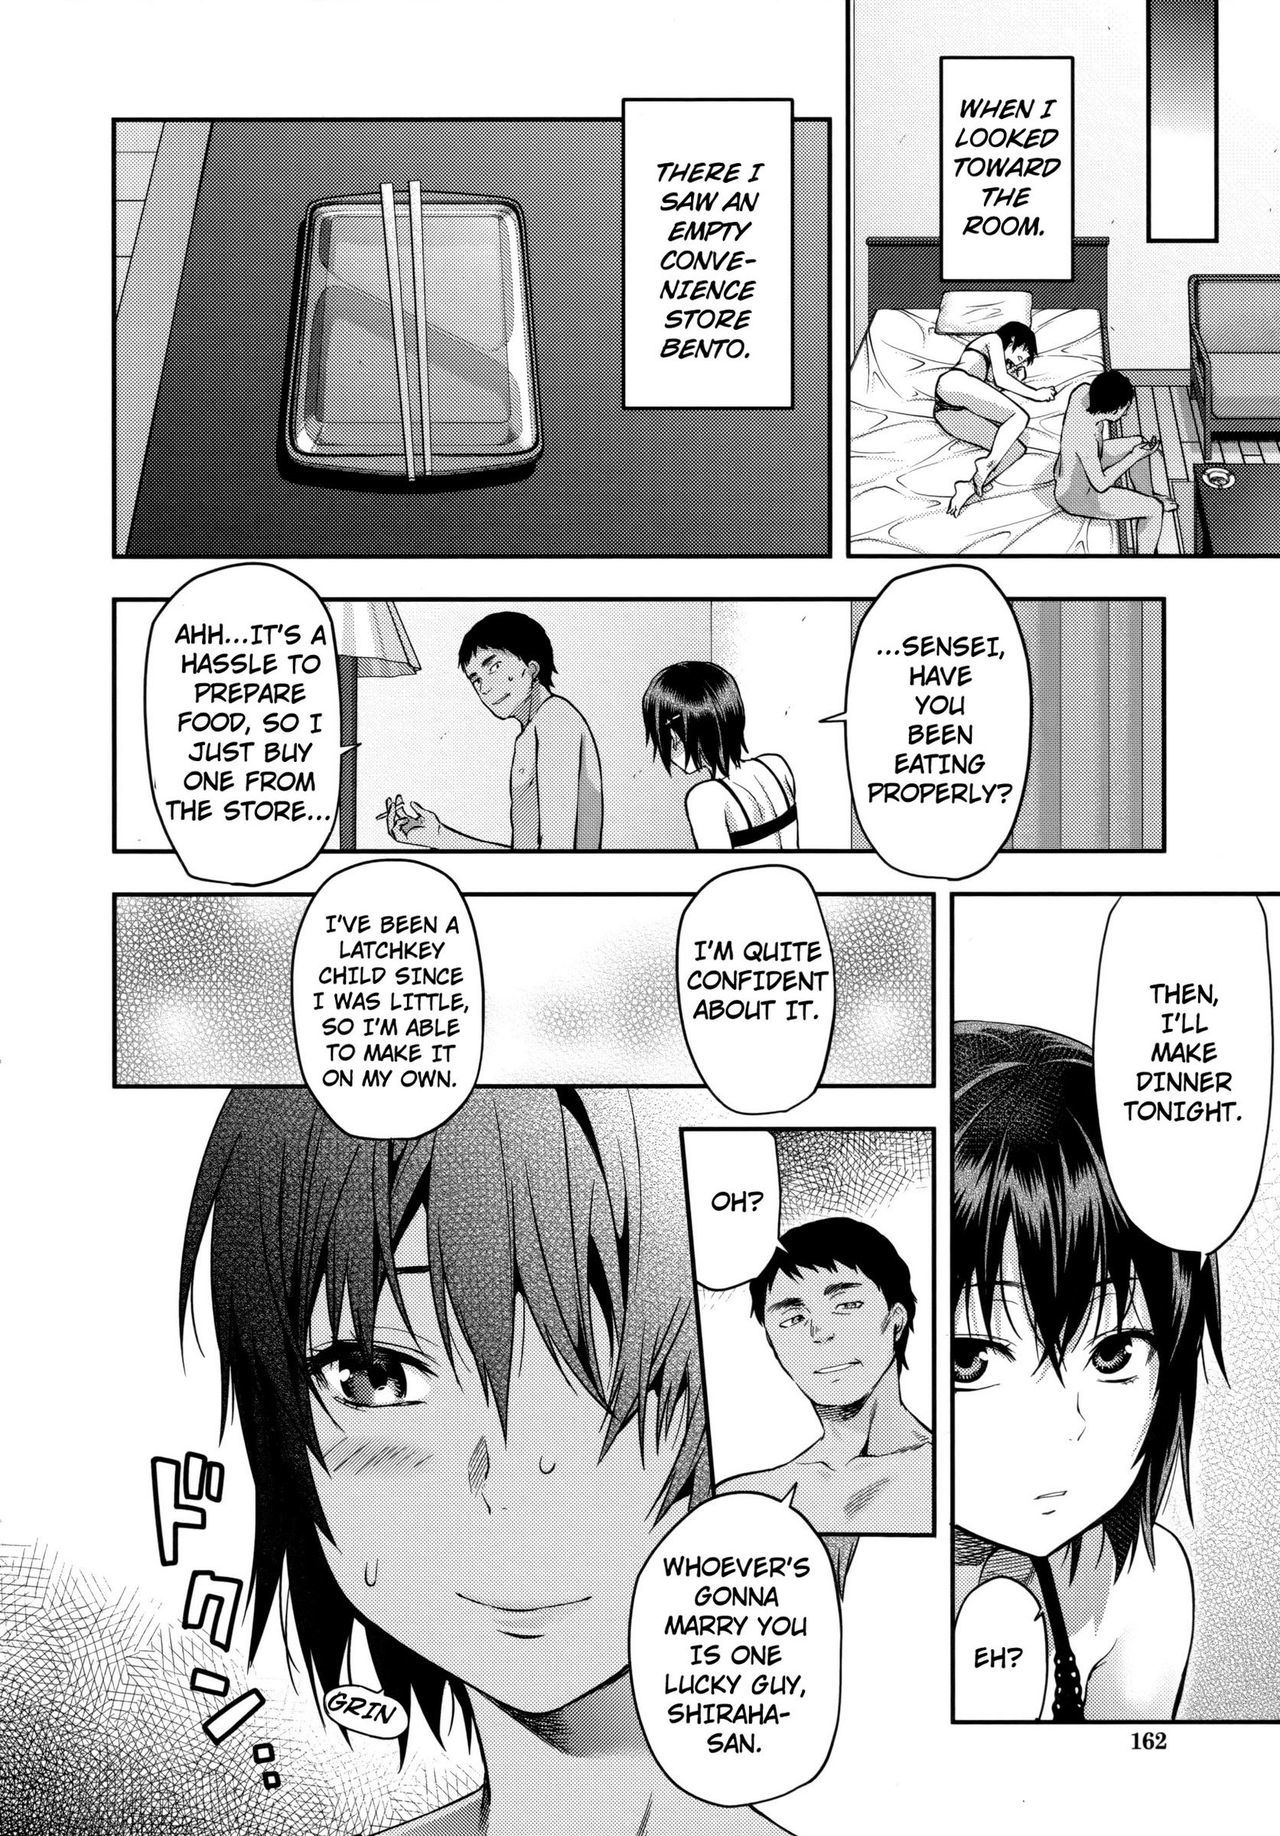 WHEN I
LOOKED
TOWARD
THE
ROOM.
THERE I
SAW AN
EMPTY
CONVE-
NIENCE
STORE
BENTO.
...SENSEI,
HAVE
YOU
BEEN
EATING
PROPERLY?
AHH...IT'S A
HASSLE TO
PREPARE
FOOD, SO I
JUST BUY
ONE FROM
THE STORE...
THEN,
I'LL
MAKE
DINNER
TONIGHT.
EH?
I'M QUITE
CONFIDENT
ABOUT IT.
I'VE BEEN A
LATCHKEY
CHILD SINCE
I WAS LITTLE,
SO I'M ABLE
TO MAKE IT
ON MY OWN.
OH?
WHOEVER'S
GONNA
MARRY YOU
IS ONE
LUCKY GUY,
SHIRAHA-
SAN.
ドクン…
GRIN
162